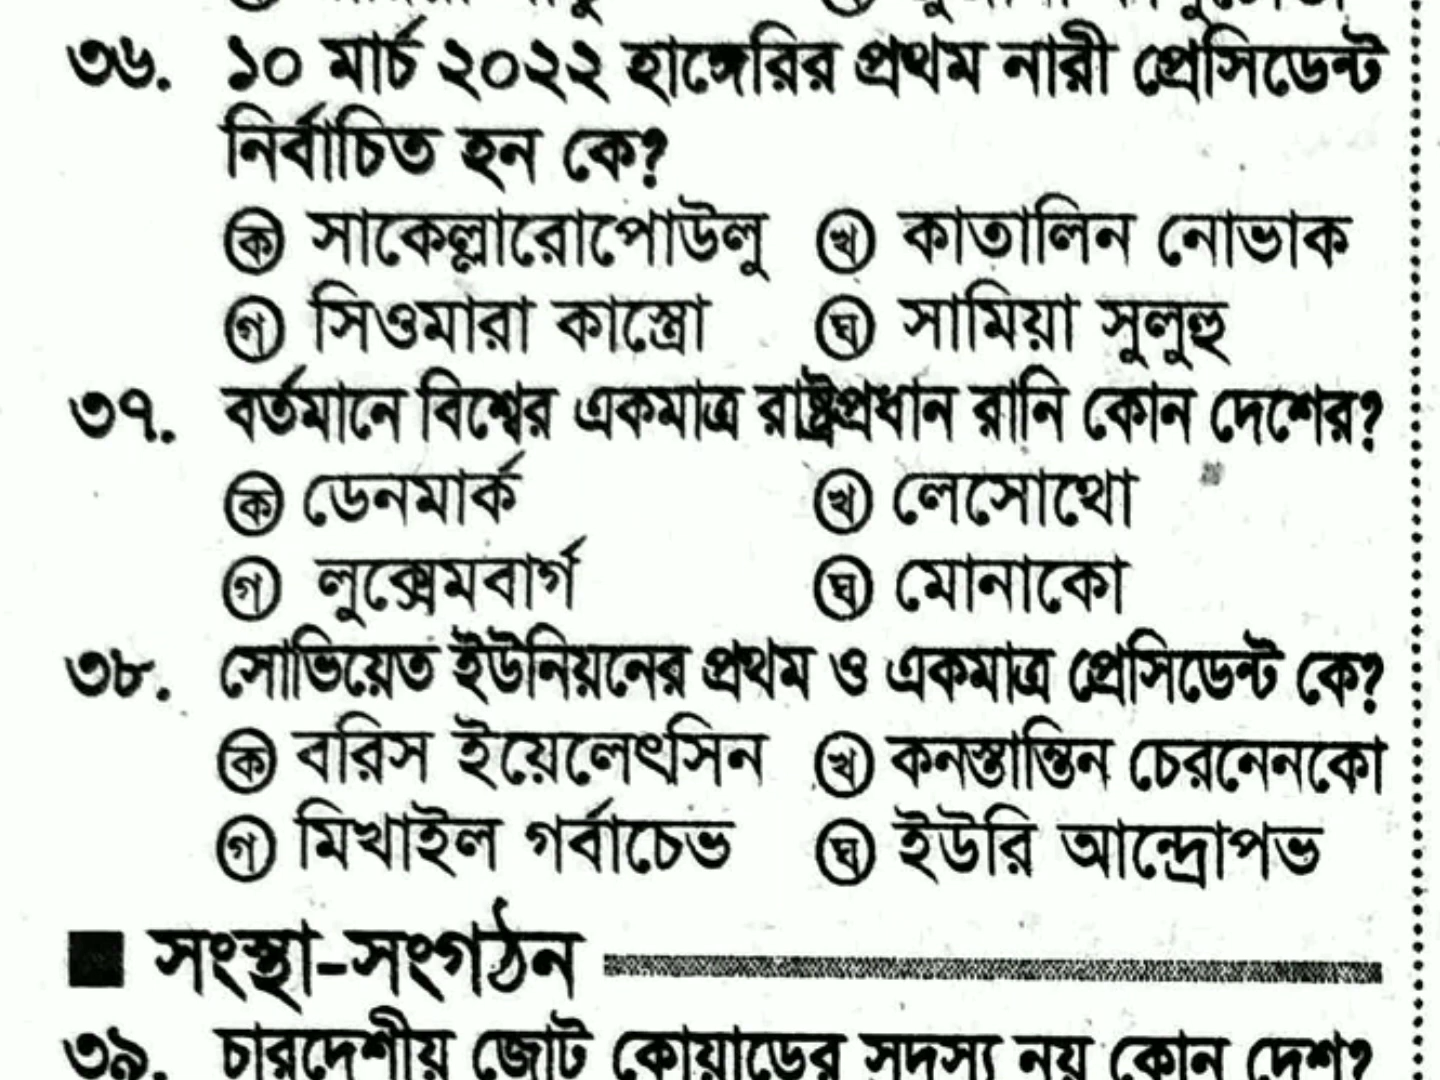 ৩৬. ১০ মার্চ ২০২২ হাঙ্গেরির প্রথম নারী প্রেসিডেন্ট
নির্বাচিত হন কে?
ক সাকেল্লারোপোউলু খ কাতালিন নোভাক
গ সিওমারা কাস্ত্রো ঘ সামিয়া সুলুহু
৩৭. বর্তমানে বিশ্বের একমাত্র রাষ্ট্রপ্রধান রানি কোন দেশের?
ক ডেনমার্ক খ লেসোথো
গ লুক্সেমবার্গ ঘ মোনাকো
৩৮. সোভিয়েত ইউনিয়নের প্রথম ও একমাত্র প্রেসিডেন্ট কে?
ক বরিস ইয়েলেৎসিন খ কনস্তান্তিন চেরনেনকো
গ মিখাইল গর্বাচেভ ঘ ইউরি আন্দ্রোপভ
■ সংস্থা-সংগঠন
৩৯. চারদেশীয় জোট কোয়াডের সদস্য নয় কোন দেশ?